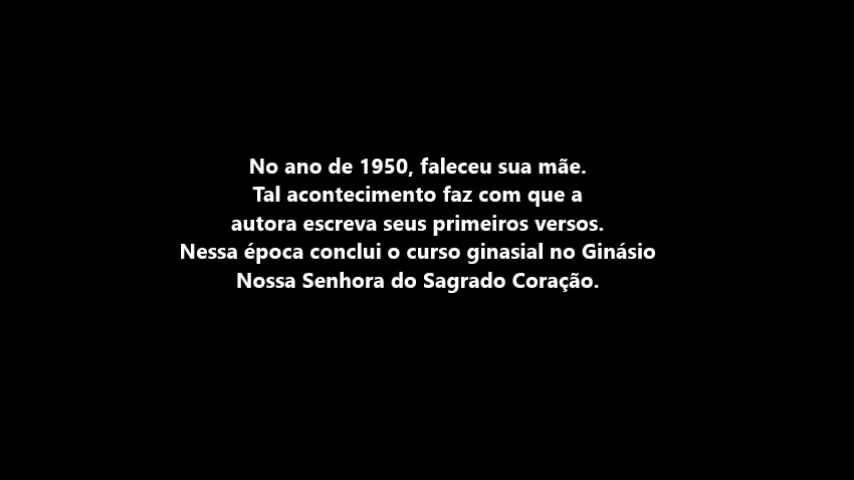 No ano de 1950, faleceu sua mãe.
Tal acontecimento faz com que a
autora escreva seus primeiros versos.
Nessa época conclui o curso ginasial no Ginásio
Nossa Senhora do Sagrado Coração.